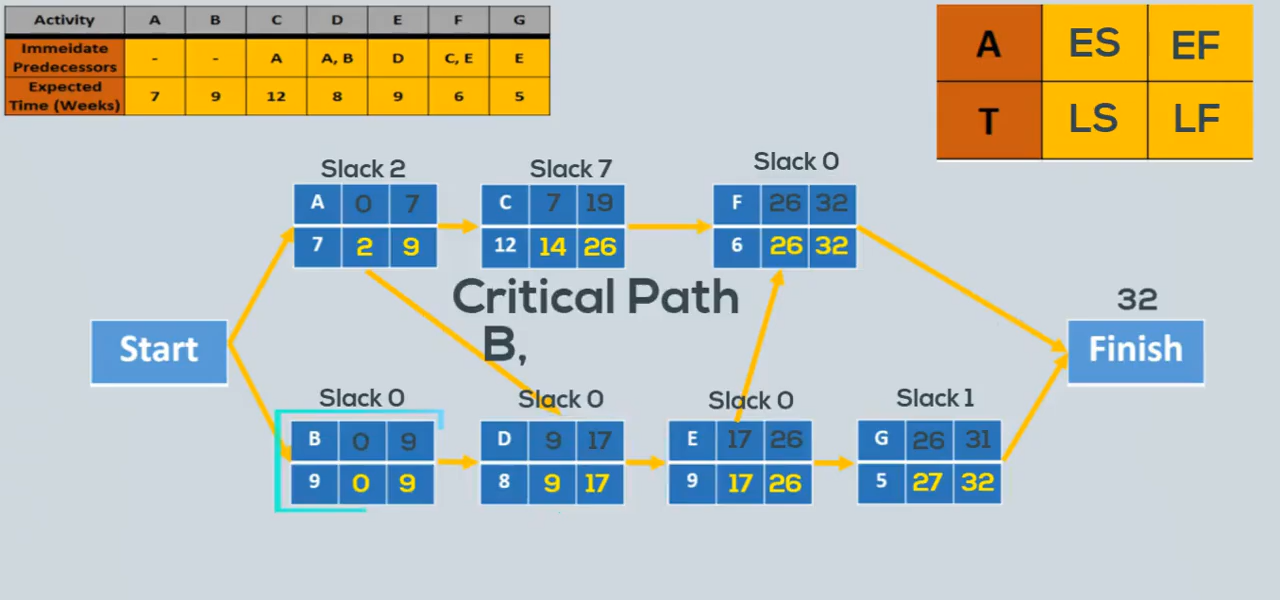 Activity A B C D E F G
Immeidate Predecessors - - A A, B D C, E E
Expected Time (Weeks) 7 9 12 8 9 6 5
A ES EF
T LS LF
Slack 2
A 0 7
7 2 9
Slack 7
C 7 19
12 14 26
Slack 0
F 26 32
6 26 32
Critical Path
B,
Start
32
Finish
Slack 0
B 0 9
9 0 9
Slack 0
D 9 17
8 9 17
Slack 0
E 17 26
9 17 26
Slack 1
G 26 31
5 27 32